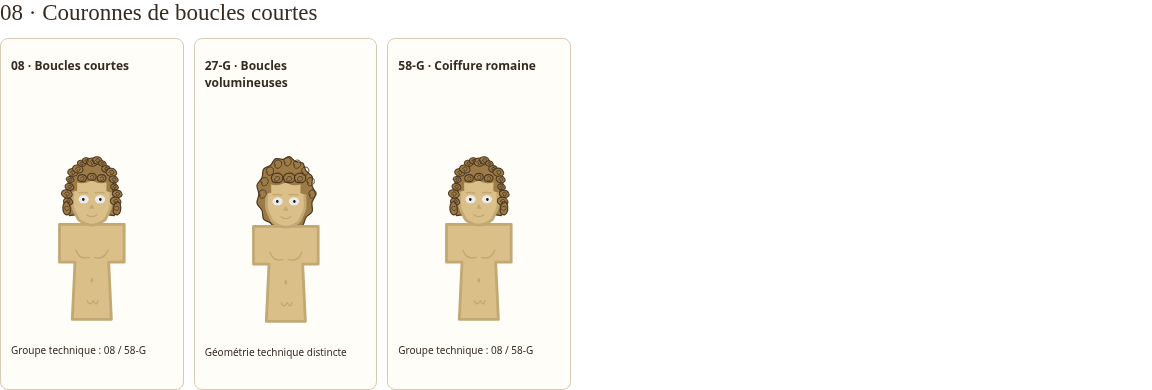 08 · Couronnes de boucles courtes
08 · Boucles courtes
Groupe technique : 08 / 58-G
27-G · Boucles
volumineuses
Géométrie technique distincte
58-G · Coiffure romaine
Groupe technique : 08 / 58-G